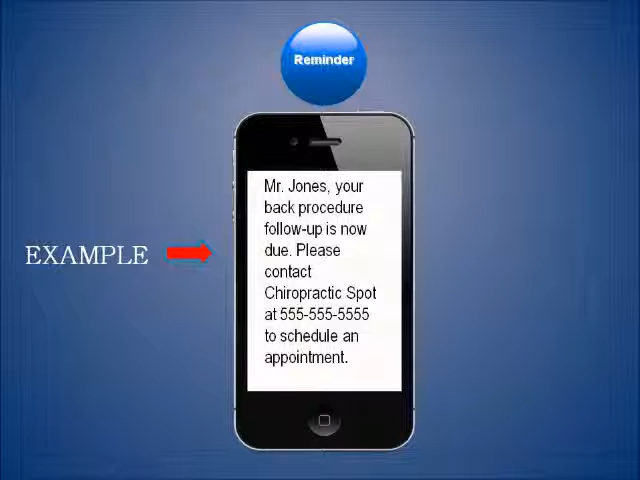 Reminder
EXAMPLE
Mr. Jones, your
back procedure
follow-up is now
due. Please
contact
Chiropractic Spot
at 555-555-5555
to schedule an
appointment.